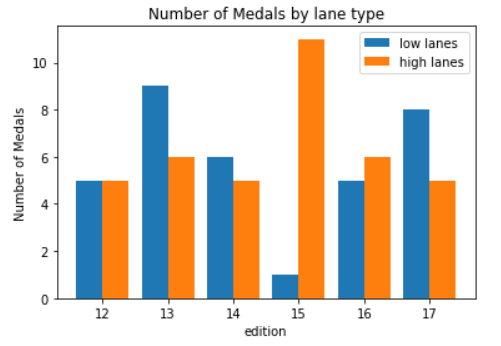 Number of Medals by lane type
low lanes
high lanes
Number of Medals
10
8
6
4
2
0
12 13 14 15 16 17
edition